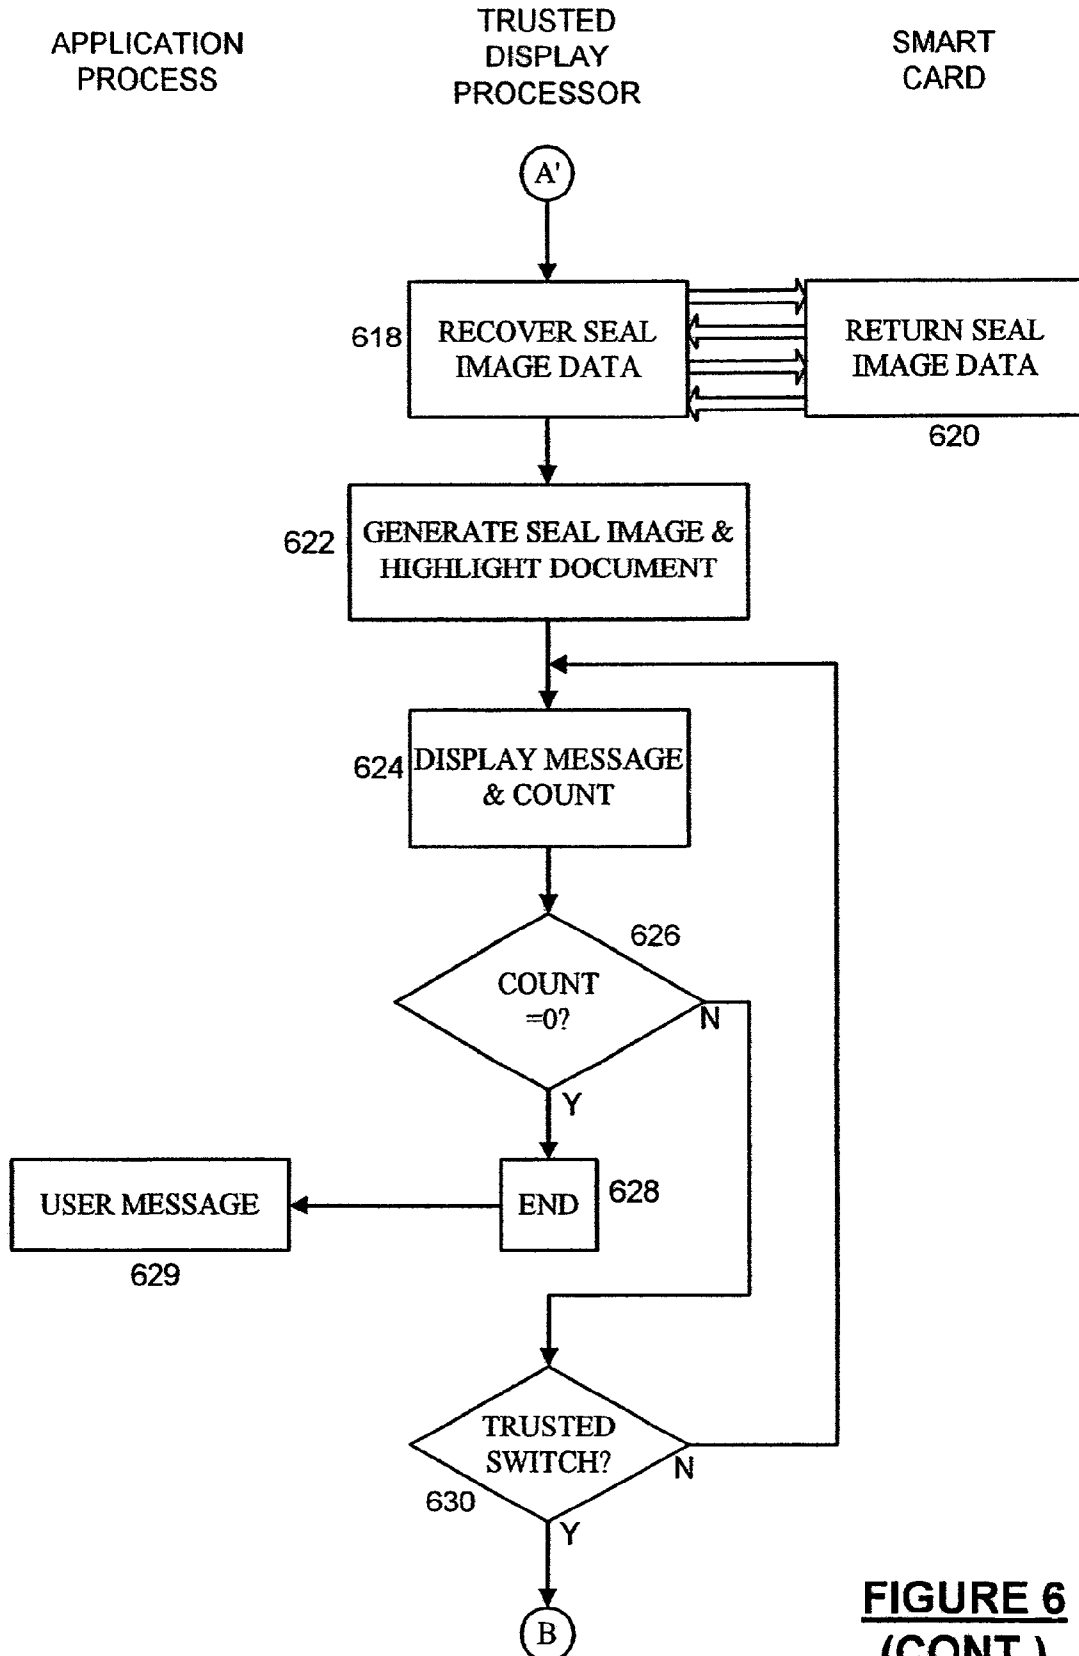 APPLICATION
PROCESS
TRUSTED
DISPLAY
PROCESSOR
SMART
CARD
A'
618
RECOVER SEAL
IMAGE DATA
RETURN SEAL
IMAGE DATA
620
622
GENERATE SEAL IMAGE &
HIGHLIGHT DOCUMENT
624
DISPLAY MESSAGE
& COUNT
626
COUNT
=0?
N
Y
USER MESSAGE
629
END
628
TRUSTED
SWITCH?
N
630
Y
B
FIGURE 6
(CONT.)